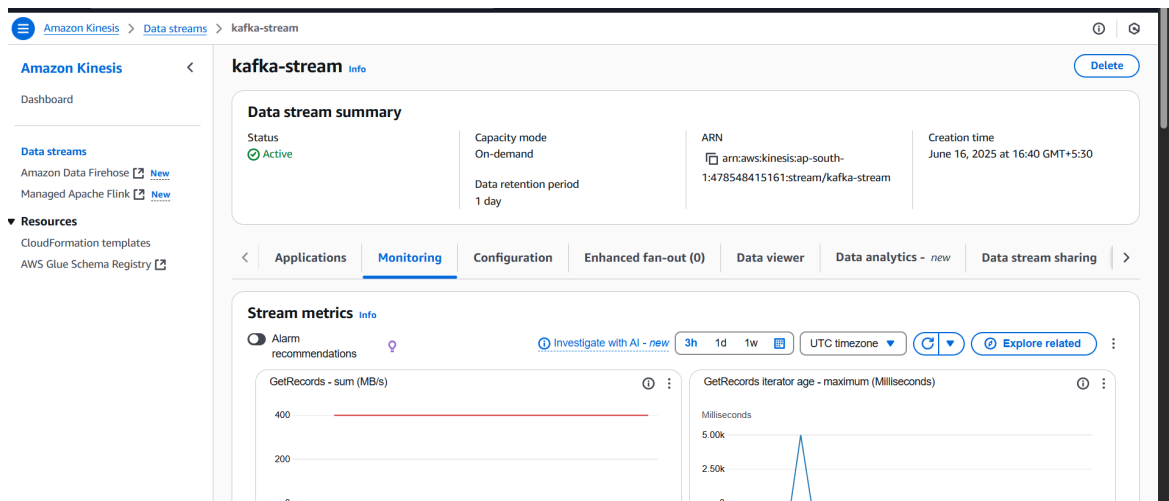 Amazon Kinesis > Data streams > kafka-stream
Amazon Kinesis
Dashboard
Data streams
Amazon Data Firehose New
Managed Apache Flink New
Resources
CloudFormation templates
AWS Glue Schema Registry
kafka-stream Info
Delete
Data stream summary
Status
Active
Capacity mode
On-demand
Data retention period
1 day
ARN
arn:aws:kinesis:ap-south-
1:478548415161:stream/kafka-stream
Creation time
June 16, 2025 at 16:40 GMT+5:30
Applications Monitoring Configuration Enhanced fan-out (0) Data viewer Data analytics - new Data stream sharing
Stream metrics Info
Alarm
recommendations
Investigate with AI - new 3h 1d 1w UTC timezone Explore related
GetRecords - sum (MB/s)
400
200
GetRecords iterator age - maximum (Milliseconds)
Milliseconds
5.00k
2.50k